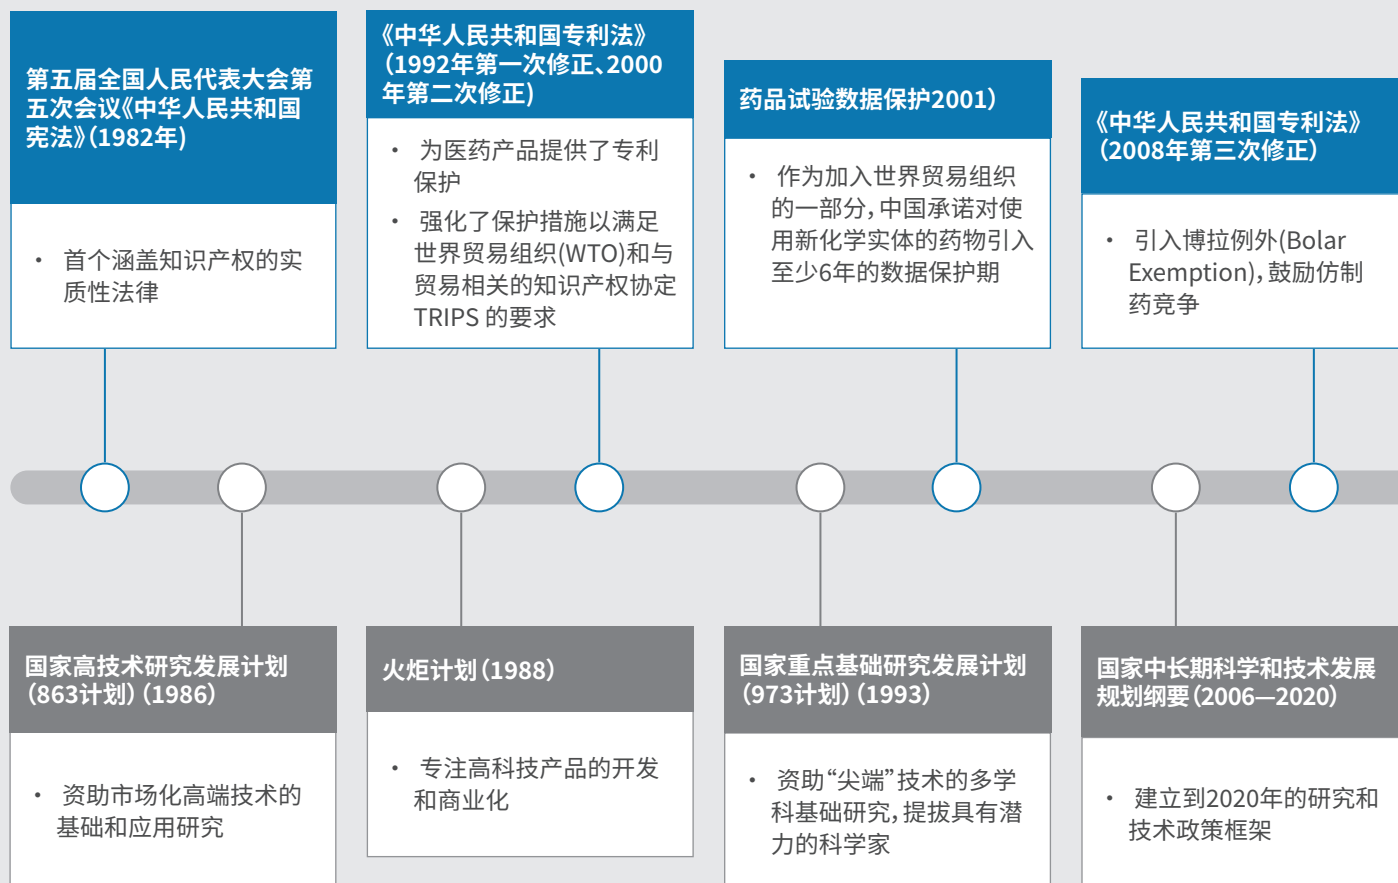 第五届全国人民代表大会第
五次会议《中华人民共和国
宪法》（1982年）
· 首个涵盖知识产权的实
质性法律
《中华人民共和国专利法》
（1992年第一次修正、2000
年第二次修正)
· 为医药产品提供了专利
保护
· 强化了保护措施以满足
世界贸易组织(WTO)和与
贸易相关的知识产权协定
TRIPS 的要求
药品试验数据保护2001）
· 作为加入世界贸易组织
的一部分，中国承诺对使
用新化学实体的药物引入
至少6年的数据保护期
《中华人民共和国专利法》
（2008年第三次修正）
· 引入博拉例外(Bolar
Exemption)，鼓励仿制
药竞争
国家高技术研究发展计划
（863计划）（1986）
· 资助市场化高端技术的
基础和应用研究
火炬计划（1988）
· 专注高科技产品的开发
和商业化
国家重点基础研究发展计划
（973计划）（1993）
· 资助“尖端”技术的多学
科基础研究，提拔具有潜
力的科学家
国家中长期科学和技术发展
规划纲要（2006—2020）
· 建立到2020年的研究和
技术政策框架